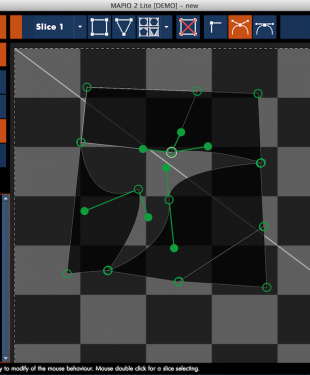 MAPIO 2 Lite [DEMO] - new
Slice 1
y to modify of the mouse behaviour. Mouse double click for a slice selecting.